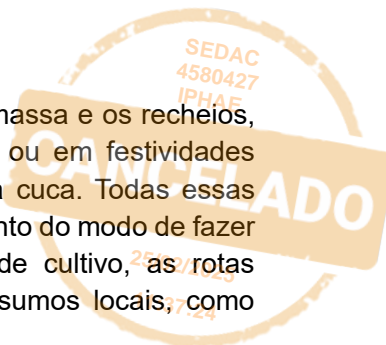 SEDAC
4580427
IPHAE
massa e os recheios,
ou em festividades
cuca. Todas essas
nto do modo de fazer
CANCELADO
de cultivo, as rotas
sumos locais, como